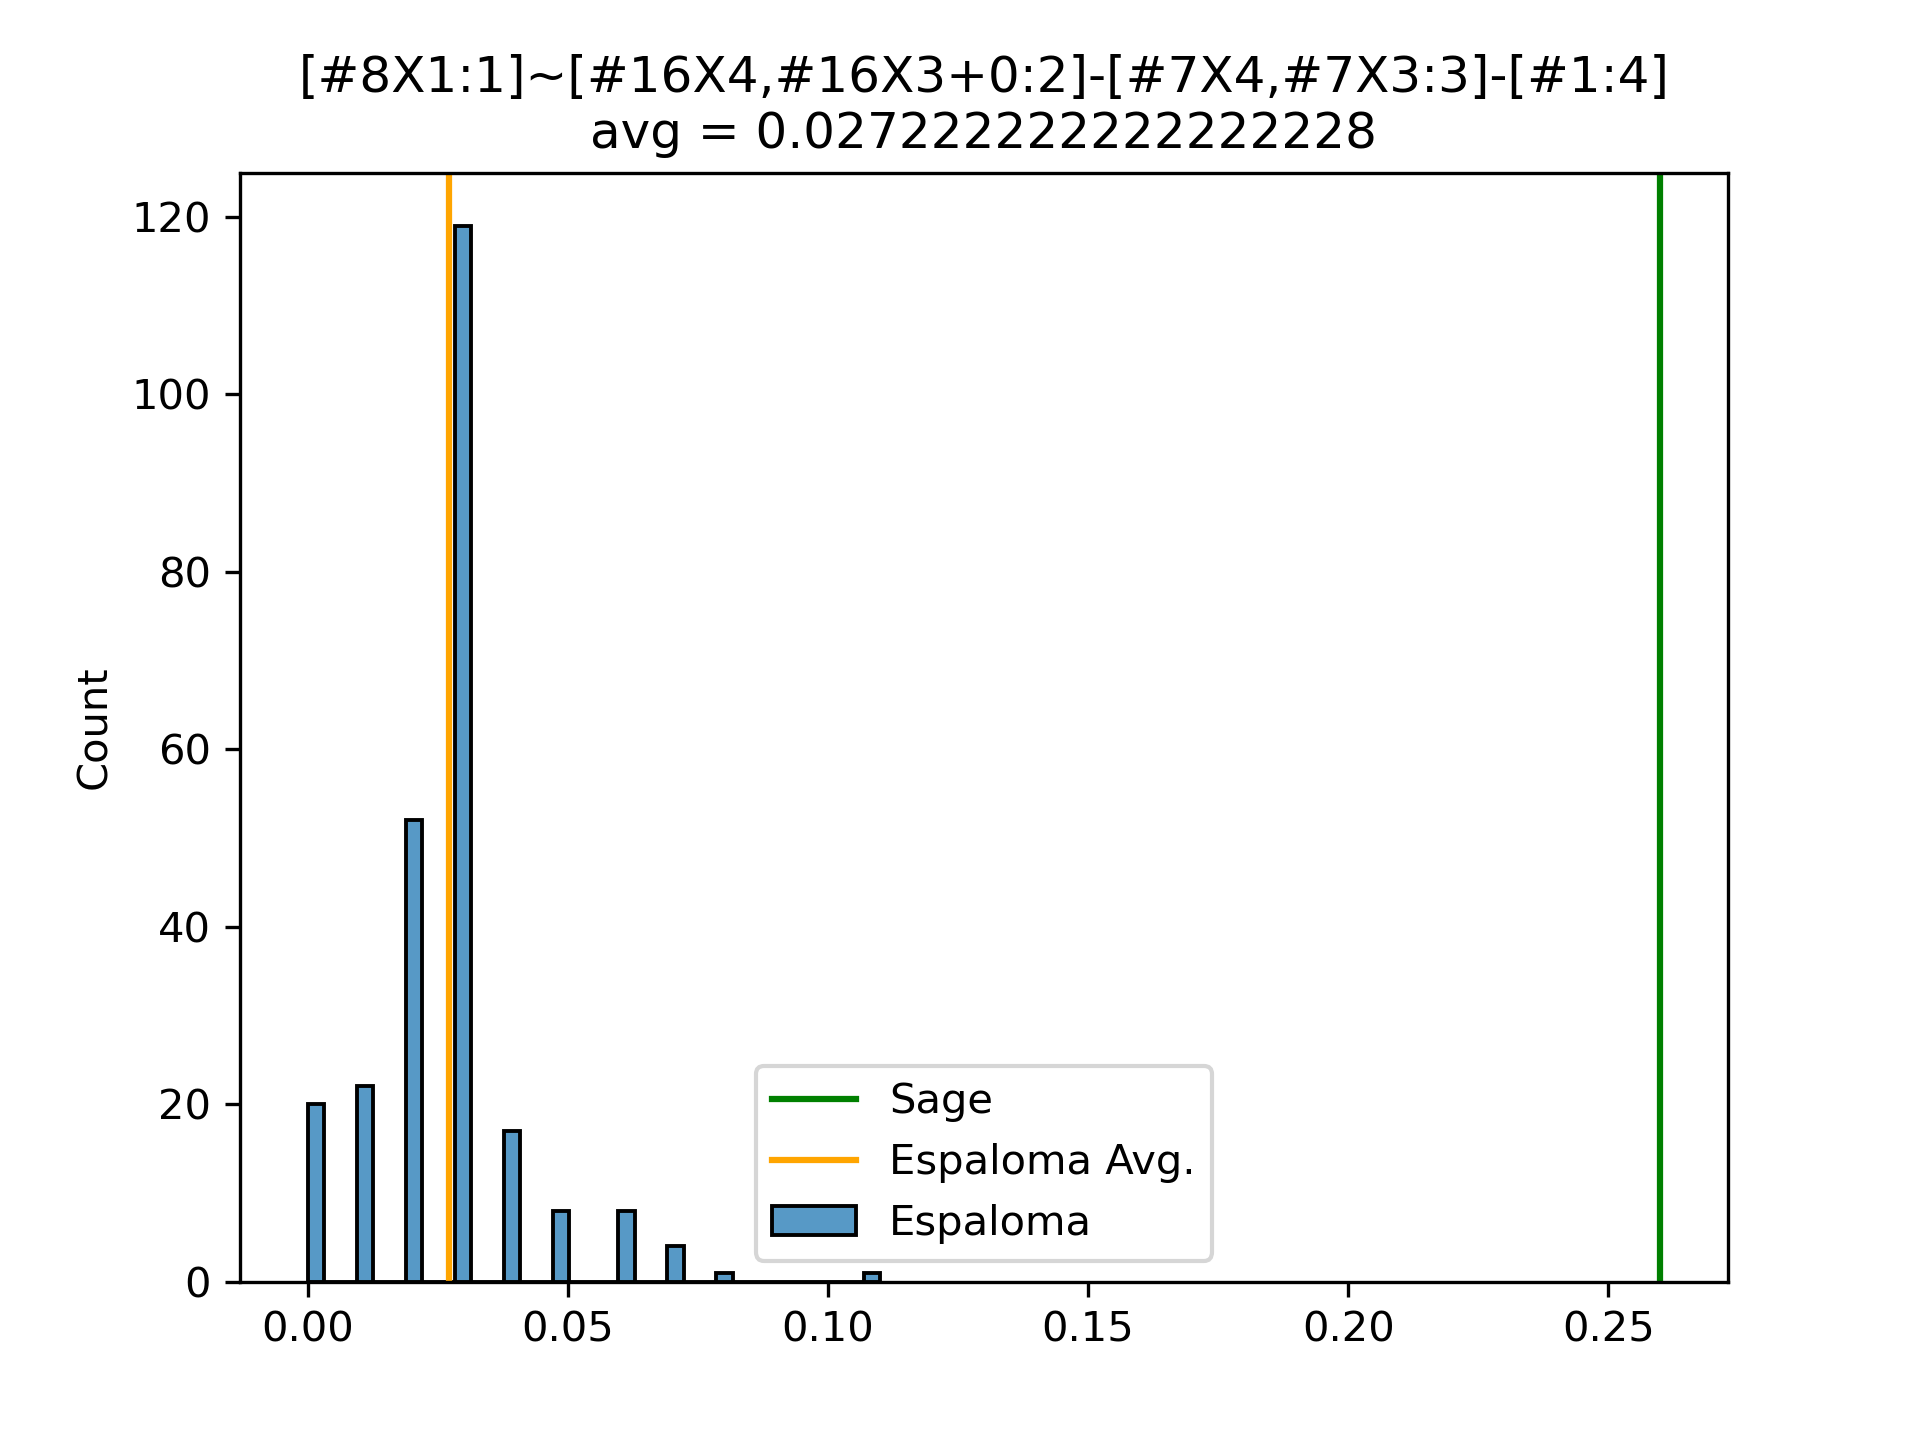 [#8X1:1]~[#16X4,#16X3+0:2]-[#7X4,#7X3:3]-[#1:4]
avg = 0.027222222222222228
120
100
80
60
40
20
0
Count
Sage
Espaloma Avg.
Espaloma
0.00 0.05 0.10 0.15 0.20 0.25